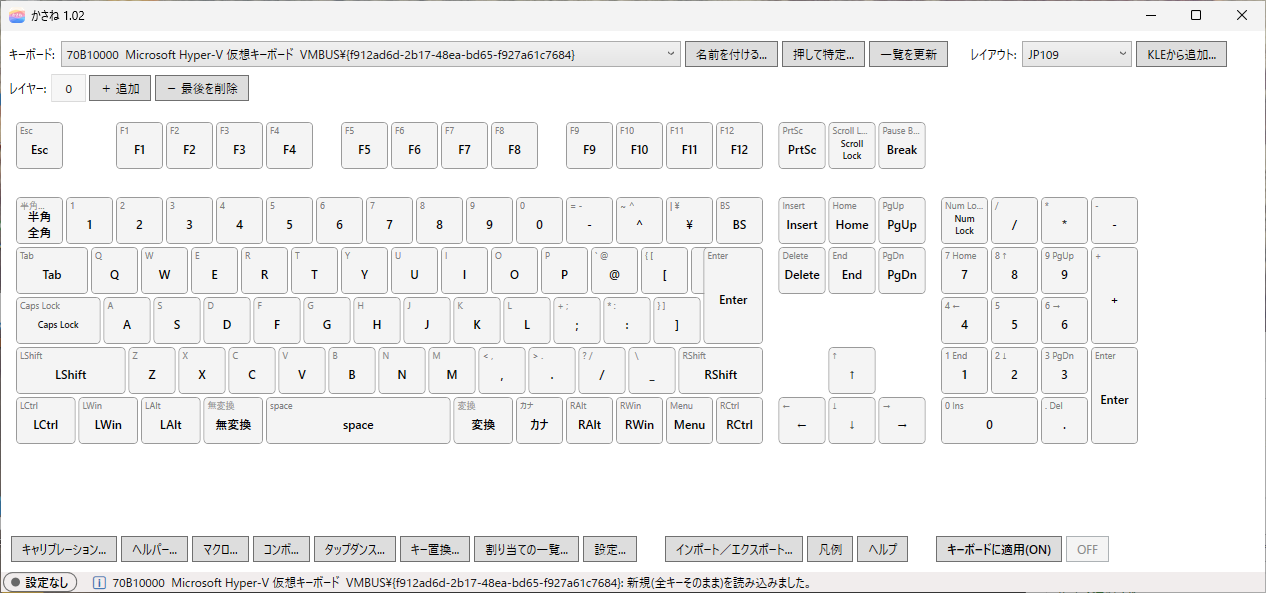 かさね 1.02
キーボード: 70B10000 Microsoft Hyper-V 仮想キーボード VMBUS¥{f912ad6d-2b17-48ea-bd65-f927a61c7684} 名前を付ける... 押して特定... 一覧を更新 レイアウト: JP109 KLEから追加...
レイヤー: 0 ＋ 追加 － 最後を削除
Esc F1 F2 F3 F4 F5 F6 F7 F8 F9 F10 F11 F12 PrtSc Scroll L... Pause B...
Esc F1 F2 F3 F4 F5 F6 F7 F8 F9 F10 F11 F12 PrtSc Scroll Lock Break
半角... 1 2 3 4 5 6 7 8 9 0 = - ~ ^ | ¥ BS Insert Home PgUp Num Lo... / * -
半角 全角 1 2 3 4 5 6 7 8 9 0 - ^ ¥ BS Insert Home PgUp Num Lock / * -
Tab Q W E R T Y U I O P ` @ { [ Enter Delete End PgDn 7 Home 8 ↑ 9 PgUp +
Tab Q W E R T Y U I O P @ [ Enter Delete End PgDn 7 8 9 +
Caps Lock A S D F G H J K L + ; * : } ] 4 ← 5 6 →
Caps Lock A S D F G H J K L ; : ] 4 5 6
LShift Z X C V B N M < , > . ? / \ RShift ↑ 1 End 2 ↓ 3 PgDn Enter
LShift Z X C V B N M , . / _ RShift ↑ 1 2 3 Enter
LCtrl LWin LAlt 無変換 space 変換 カナ RAlt RWin Menu RCtrl ← ↓ → 0 Ins . Del
LCtrl LWin LAlt 無変換 space 変換 カナ RAlt RWin Menu RCtrl ← ↓ → 0 .
キャリブレーション... ヘルパー... マクロ... コンボ... タップダンス... キー置換... 割り当ての一覧... 設定... インポート／エクスポート... 凡例 ヘルプ キーボードに適用(ON) OFF
設定なし 70B10000 Microsoft Hyper-V 仮想キーボード VMBUS¥{f912ad6d-2b17-48ea-bd65-f927a61c7684}: 新規(全キーそのまま)を読み込みました。